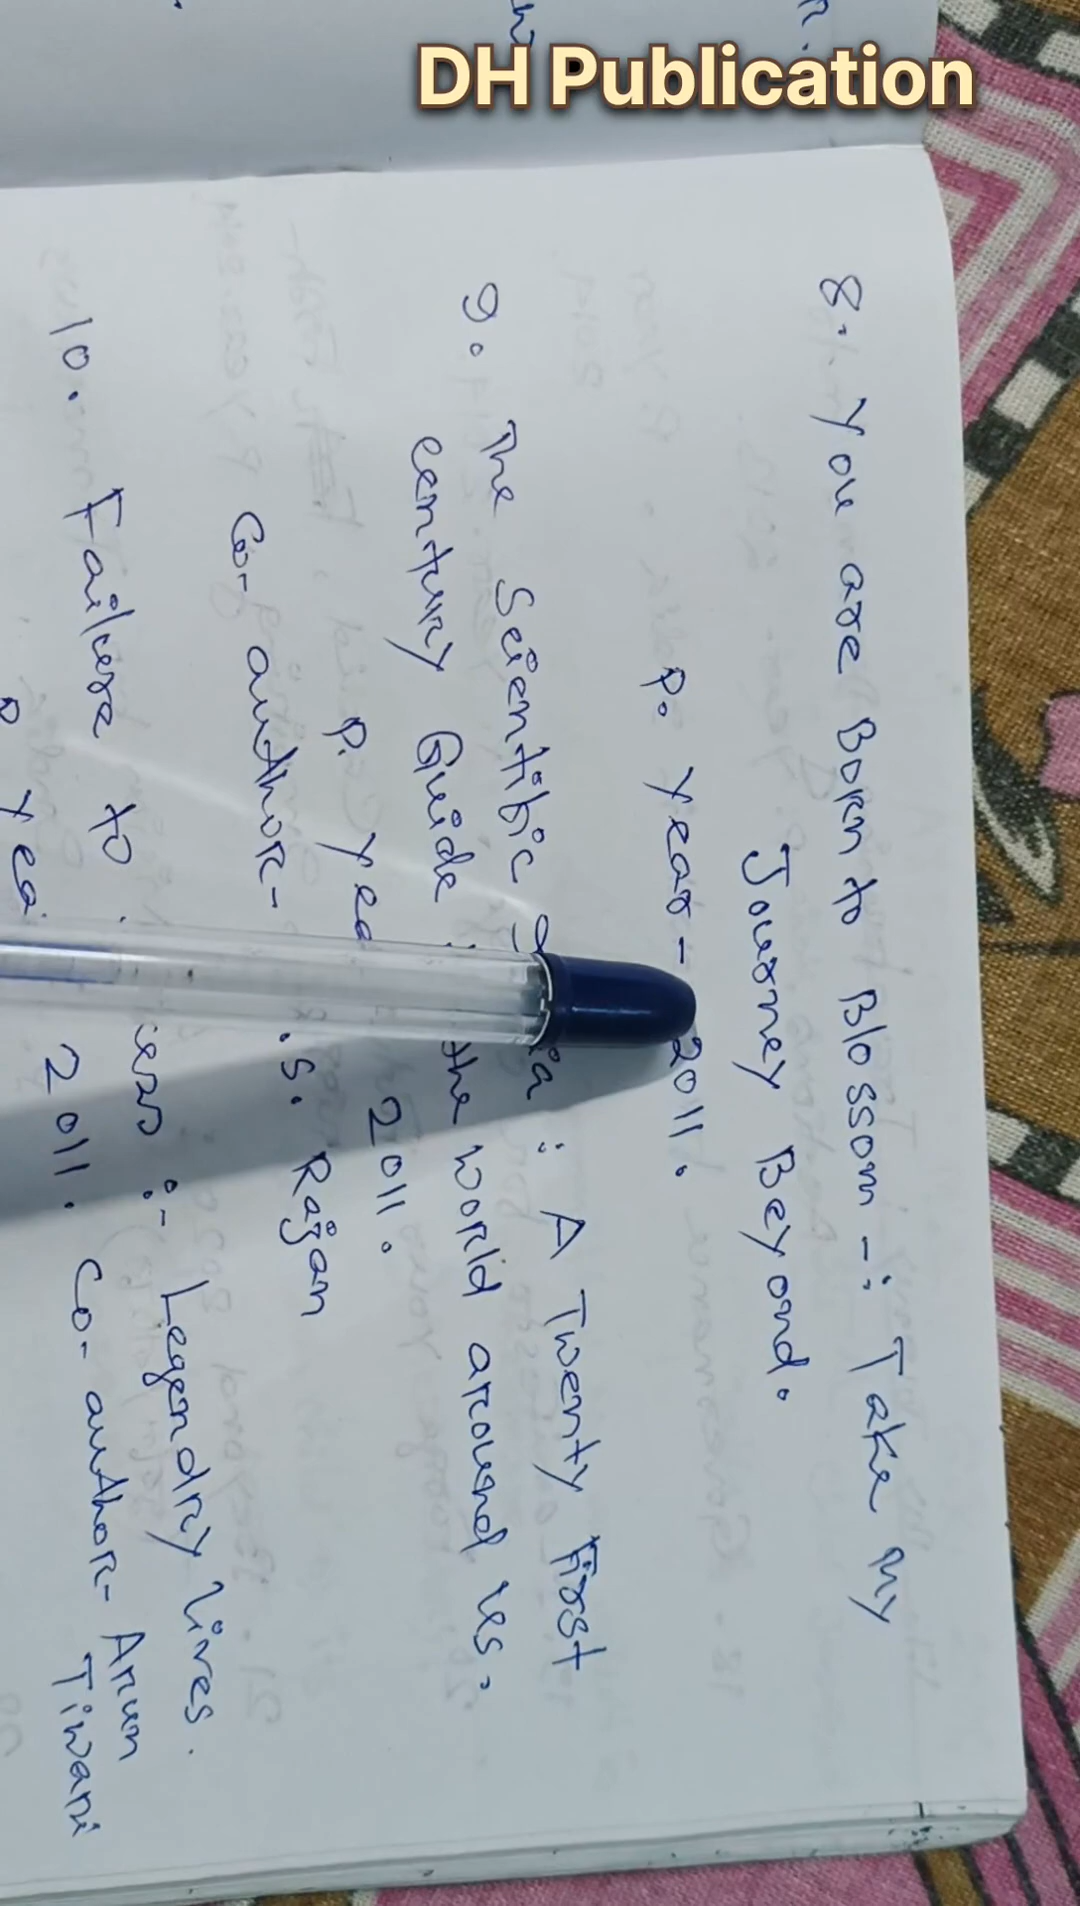 DH Publication
8. You are Born to Blossom -: Take my
Journey Beyond.
P. Year - 2011.
9. The Scientific : A Twenty First
century Guide the world around us.
P. 2011.
Co-author- .S. Rajan
10. Failure to :- Legendry lives.
P 2011. Co-author- Arun
Tiwari